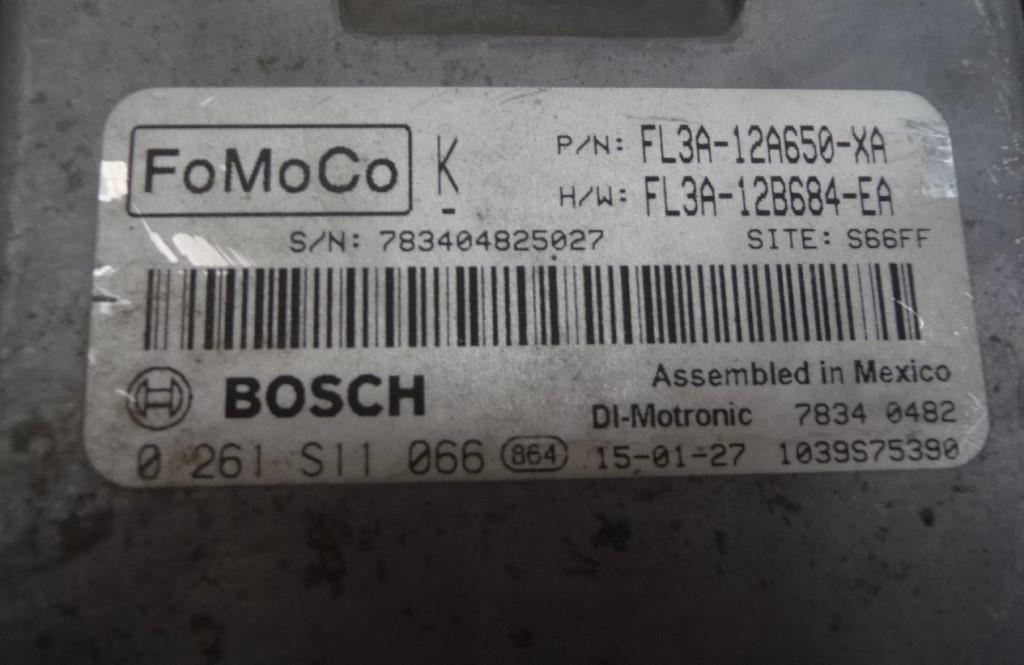 FoMoCo K P/N: FL3A-12A650-XA
H/W: FL3A-12B684-EA
S/N: 783404825027 SITE: S66FF
BOSCH Assembled in Mexico
DI-Motronic 7834 0482
0 261 S11 066 864 15-01-27 1039S75390